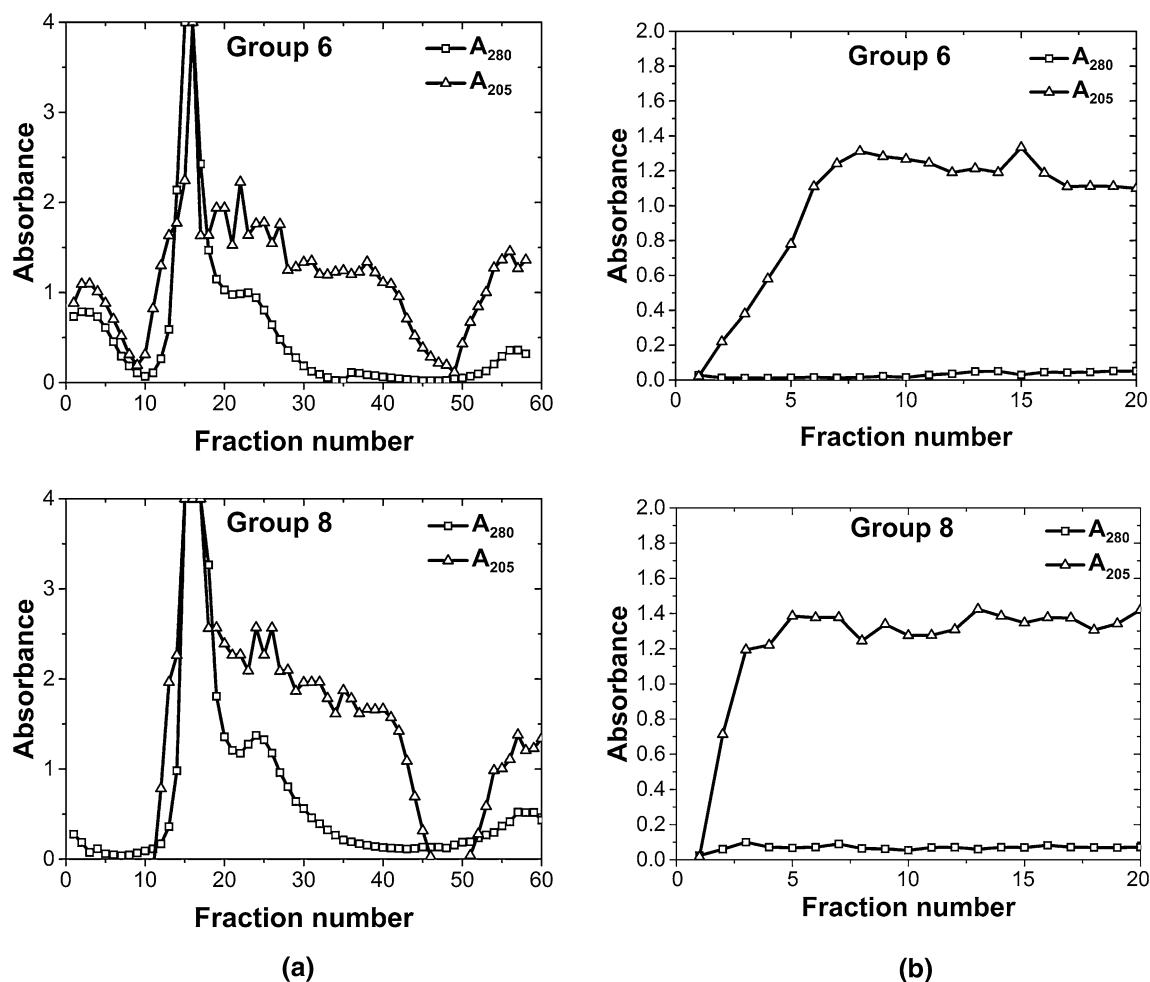 Group 6
A280
A205
Absorbance
4
3
2
1
0
0 10 20 30 40 50 60
Fraction number
Group 6
A280
A205
Absorbance
2.0
1.8
1.6
1.4
1.2
1.0
0.8
0.6
0.4
0.2
0.0
0 5 10 15 20
Fraction number
Group 8
A280
A205
Absorbance
4
3
2
1
0
0 10 20 30 40 50 60
Fraction number
(a)
Group 8
A280
A205
Absorbance
2.0
1.8
1.6
1.4
1.2
1.0
0.8
0.6
0.4
0.2
0.0
0 5 10 15 20
Fraction number
(b)